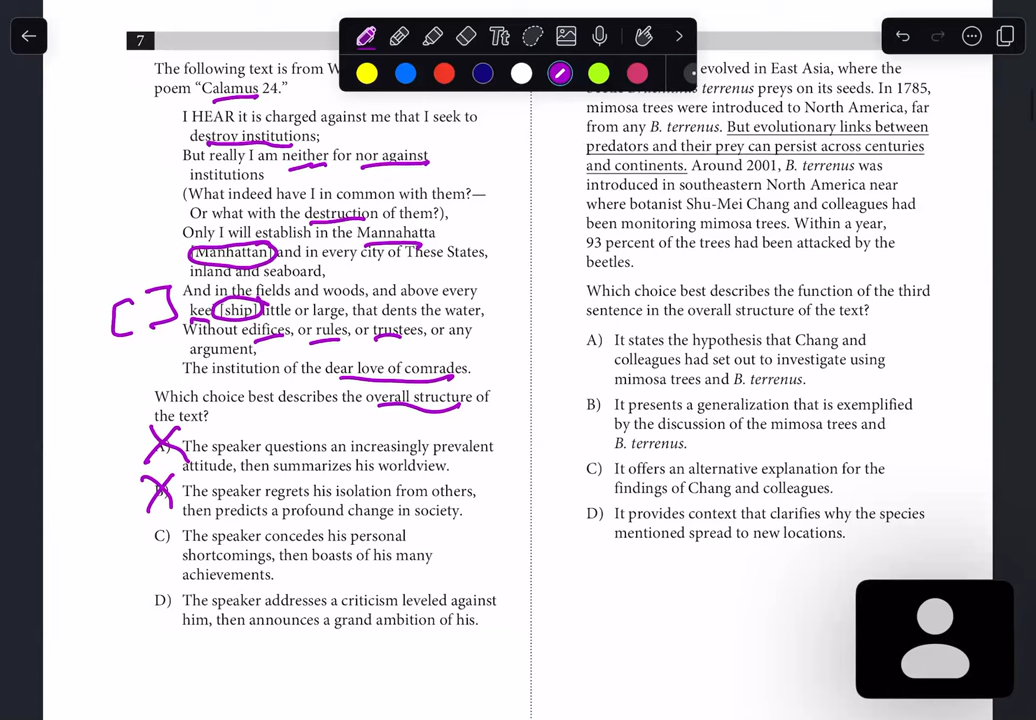 7
Tt
The following text is from W
poem “Calamus 24.”
I HEAR it is charged against me that I seek to
destroy institutions;
But really I am neither for nor against
institutions
(What indeed have I in common with them?—
Or what with the destruction of them?),
Only I will establish in the Mannahatta
[Manhattan] and in every city of These States,
inland and seaboard,
And in the fields and woods, and above every
keel [ship] little or large, that dents the water,
Without edifices, or rules, or trustees, or any
argument,
The institution of the dear love of comrades.
Which choice best describes the overall structure of
the text?
A) The speaker questions an increasingly prevalent
attitude, then summarizes his worldview.
B) The speaker regrets his isolation from others,
then predicts a profound change in society.
C) The speaker concedes his personal
shortcomings, then boasts of his many
achievements.
D) The speaker addresses a criticism leveled against
him, then announces a grand ambition of his.
evolved in East Asia, where the
terrenus preys on its seeds. In 1785,
mimosa trees were introduced to North America, far
from any B. terrenus. But evolutionary links between
predators and their prey can persist across centuries
and continents. Around 2001, B. terrenus was
introduced in southeastern North America near
where botanist Shu-Mei Chang and colleagues had
been monitoring mimosa trees. Within a year,
93 percent of the trees had been attacked by the
beetles.
Which choice best describes the function of the third
sentence in the overall structure of the text?
A) It states the hypothesis that Chang and
colleagues had set out to investigate using
mimosa trees and B. terrenus.
B) It presents a generalization that is exemplified
by the discussion of the mimosa trees and
B. terrenus.
C) It offers an alternative explanation for the
findings of Chang and colleagues.
D) It provides context that clarifies why the species
mentioned spread to new locations.